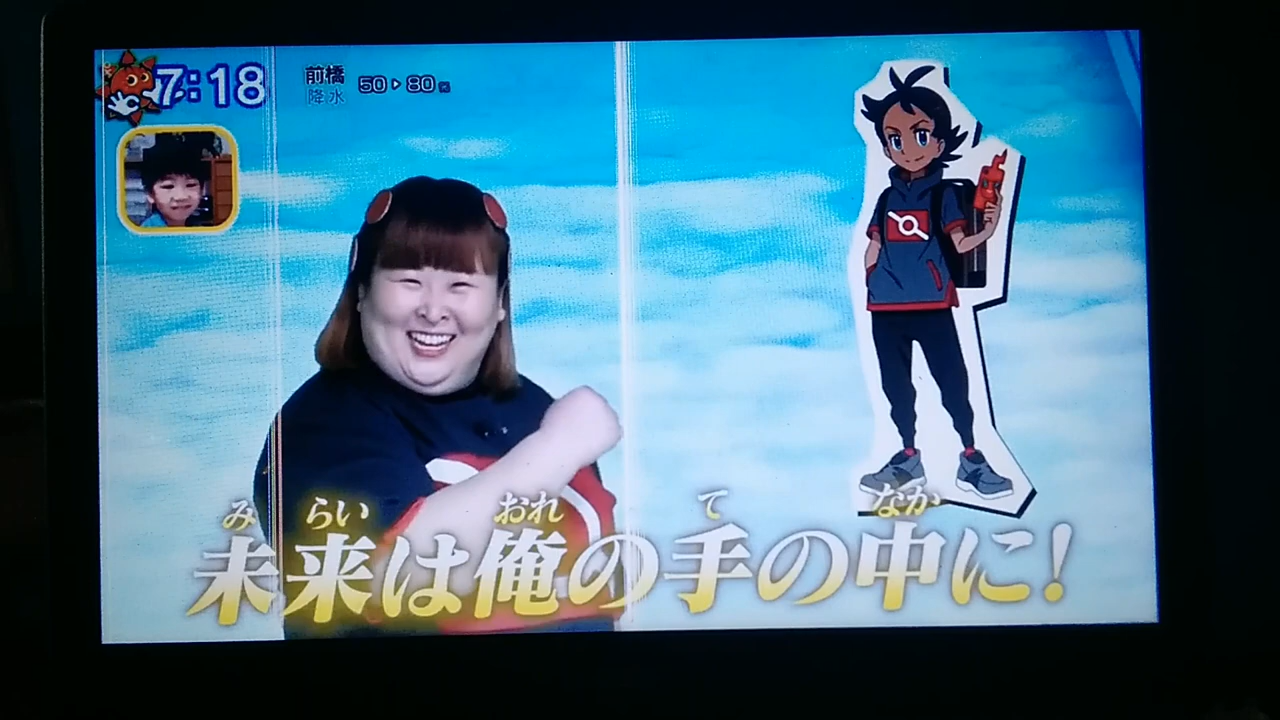 7:18
前橋 50▸80%
降水
み らい おれ て なか
未来は俺の手の中に!